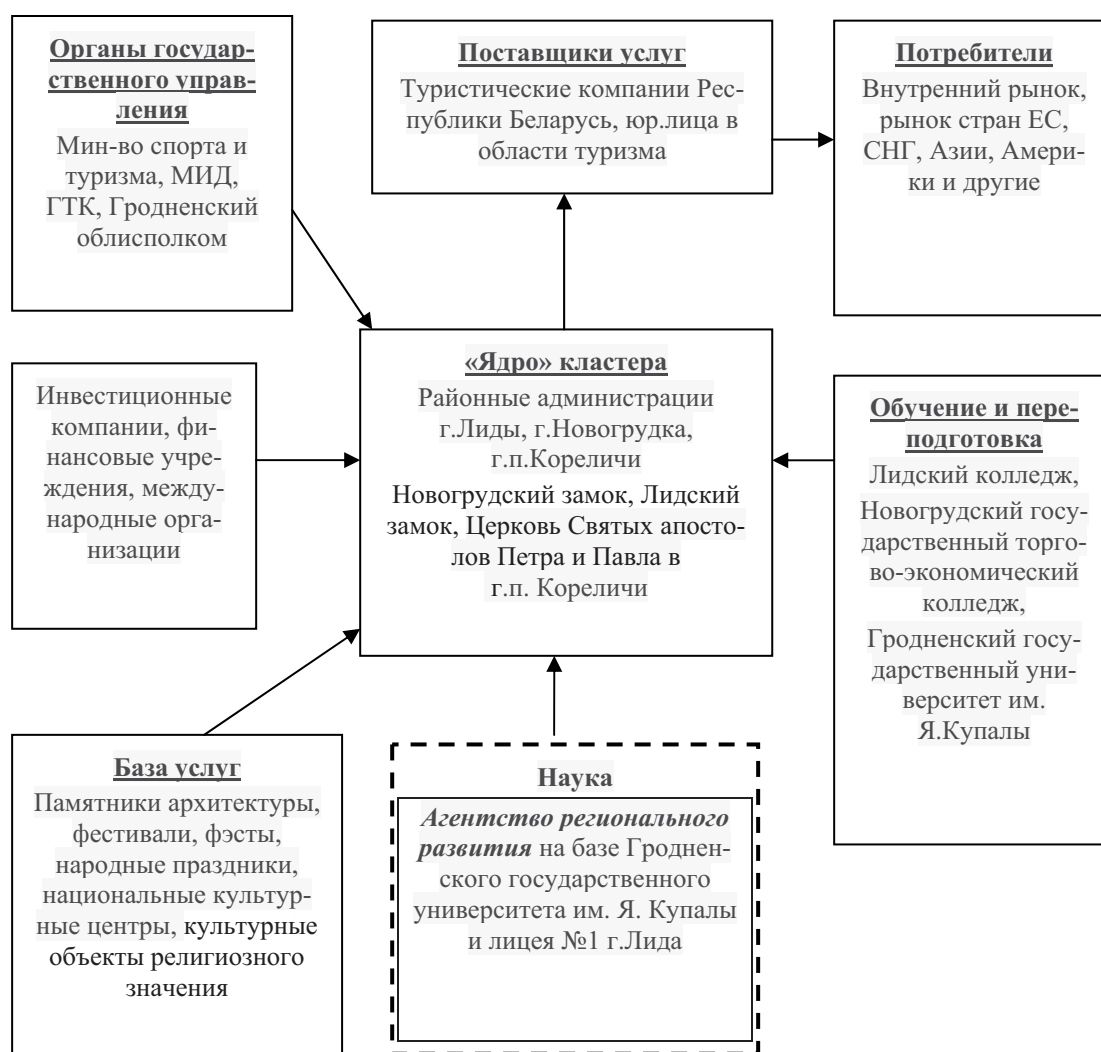 Органы государ-
ственного управ-
ления
Мин-во спорта и
туризма, МИД,
ГТК, Гродненский
облисполком
Поставщики услуг
Туристические компании Рес-
публики Беларусь, юр.лица в
области туризма
Потребители
Внутренний рынок,
рынок стран ЕС,
СНГ, Азии, Амери-
ки и другие
Инвестиционные
компании, фи-
нансовые учре-
ждения, между-
народные орга-
низации
«Ядро» кластера
Районные администрации
г.Лиды, г.Новогрудка,
г.п.Кореличи
Новогрудский замок, Лидский
замок, Церковь Святых апосто-
лов Петра и Павла в
г.п. Кореличи
Обучение и пере-
подготовка
Лидский колледж,
Новогрудский госу-
дарственный торго-
во-экономический
колледж,
Гродненский госу-
дарственный уни-
верситет им.
Я.Купалы
База услуг
Памятники архитектуры,
фестивали, фэсты,
народные праздники,
национальные культур-
ные центры, культурные
объекты религиозного
значения
Наука
Агентство регионального
развития на базе Гроднен-
ского государственного
университета им. Я. Купалы
и лицея №1 г.Лида